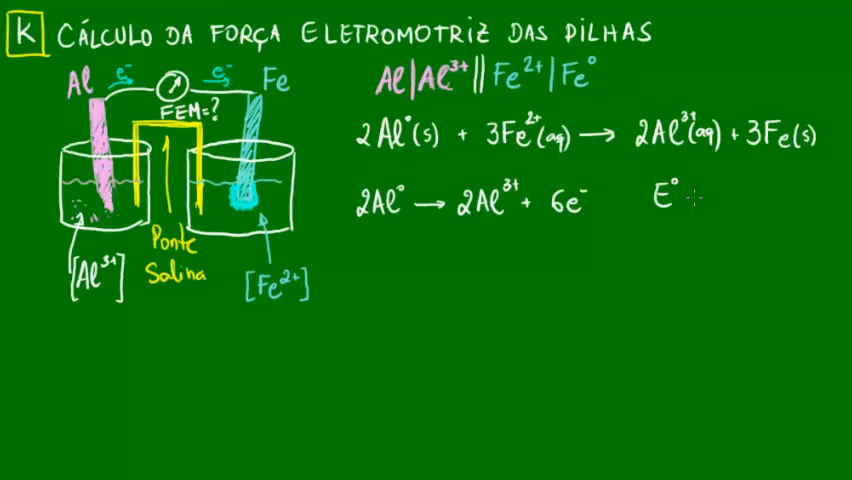 K CÁLCULO DA FORÇA ELETROMOTRIZ DAS PILHAS
Al e⁻ e⁻ Fe
FEM=?
Al|Al³⁺||Fe²⁺|Fe°
2Al°(s) + 3Fe²⁺(aq) → 2Al³⁺(aq) + 3Fe(s)
2Al° → 2Al³⁺ + 6e⁻ E°
Ponte
Salina
[Al³⁺]
[Fe²⁺]